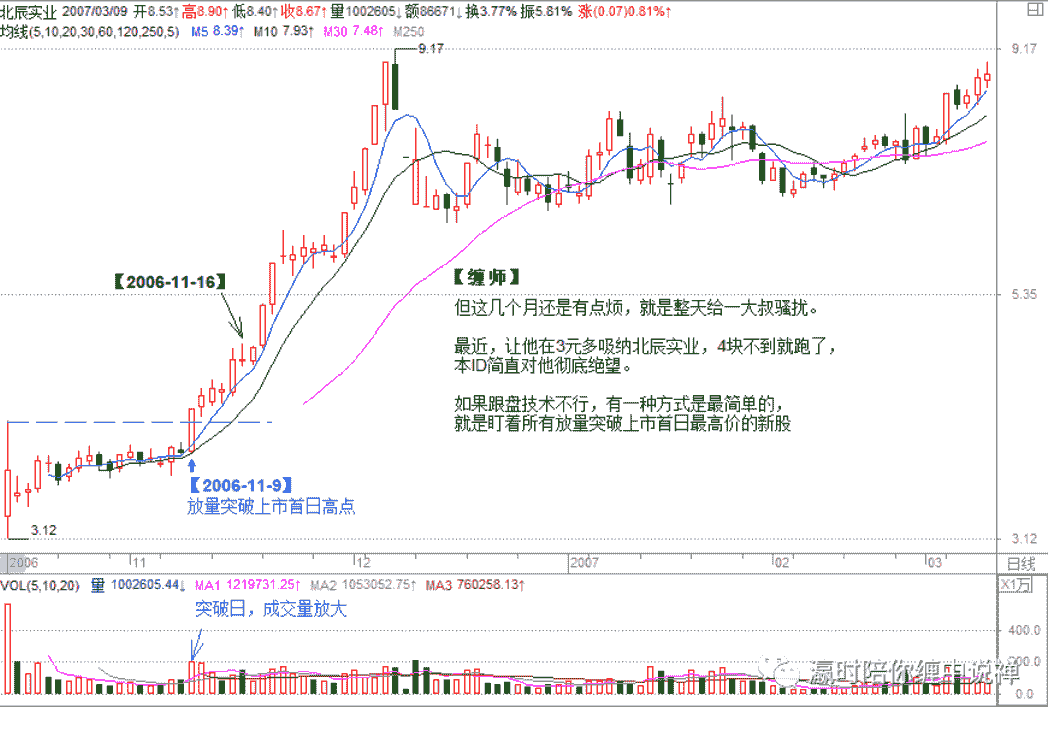 北辰实业 2007/03/09 开8.53↑高8.90↑低8.40↑收8.67↑量1002605↓额86671↓换3.77% 振5.81% 涨(0.07)0.81%↑
均线(5,10,20,30,60,120,250,5) M5 8.39↑ M10 7.93↑ M30 7.48↑ M250
9.17
9.17
【2006-11-16】
【缠师】
5.35
但这几个月还是有点烦，就是整天给一大叔骚扰。
最近，让他在3元多吸纳北辰实业，4块不到就跑了，
本ID简直对他彻底绝望。
如果跟盘技术不行，有一种方式是最简单的，
就是盯着所有放量突破上市首日最高价的新股
【2006-11-9】
放量突破上市首日高点
3.12
3.12
2006 11 12 2007 02 03 日线
VOL(5,10,20) 量 1002605.44↓ MA1 1219731.25↑ MA2 1053052.75↑ MA3 760258.13↑
X1万
突破日，成交量放大
400.0
200.0
瀛时陪你缠中说禅
0.0